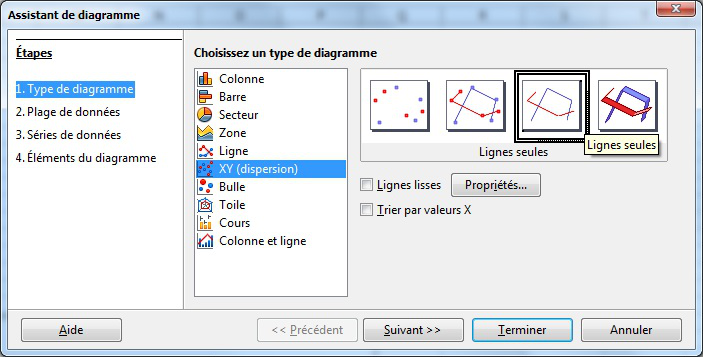 Assistant de diagramme
Étapes
1. Type de diagramme
2. Plage de données
3. Séries de données
4. Éléments du diagramme
Choisissez un type de diagramme
Colonne
Barre
Secteur
Zone
Ligne
XY (dispersion)
Bulle
Toile
Cours
Colonne et ligne
Lignes seules
Lignes seules
Lignes lisses
Propriétés...
Trier par valeurs X
Aide
<< Précédent
Suivant >>
Terminer
Annuler